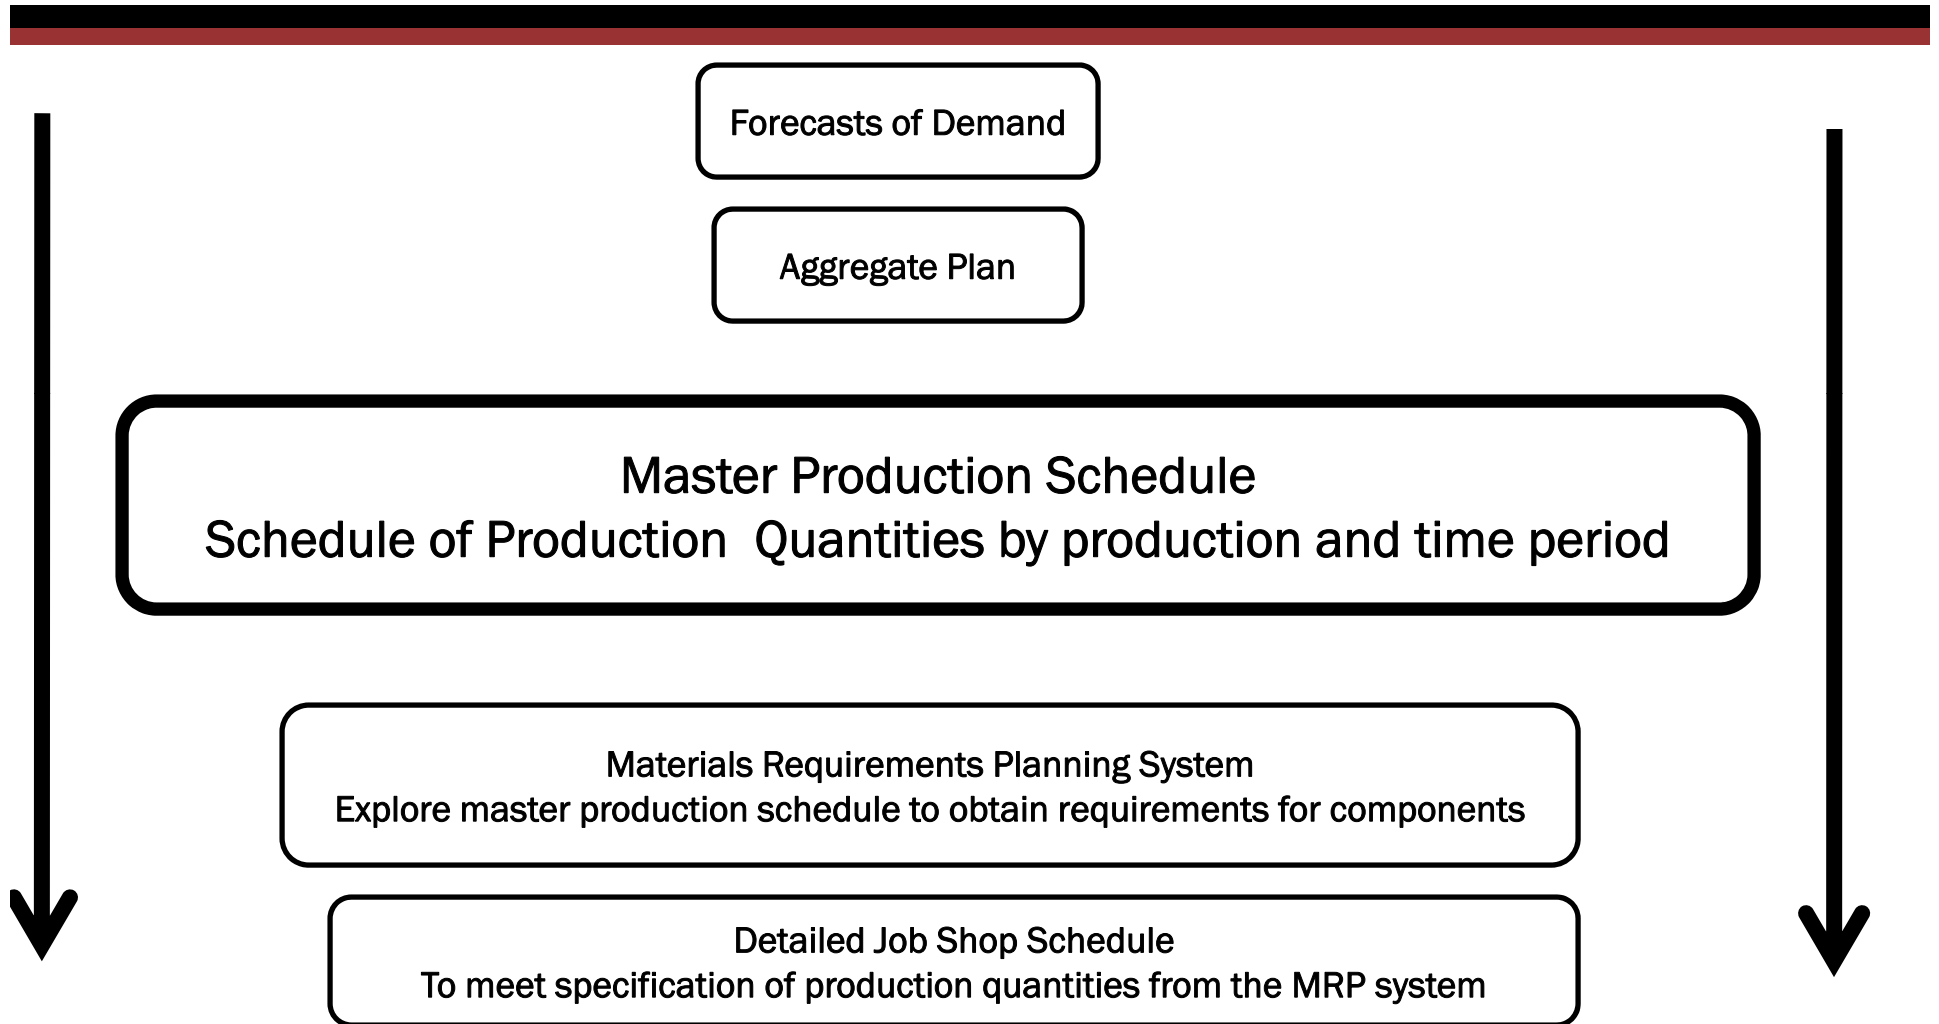 Forecasts of Demand
Aggregate Plan
Master Production Schedule
Schedule of Production  Quantities by production and time period
Materials Requirements Planning System
Explore master production schedule to obtain requirements for components
Detailed Job Shop Schedule
To meet specification of production quantities from the MRP system